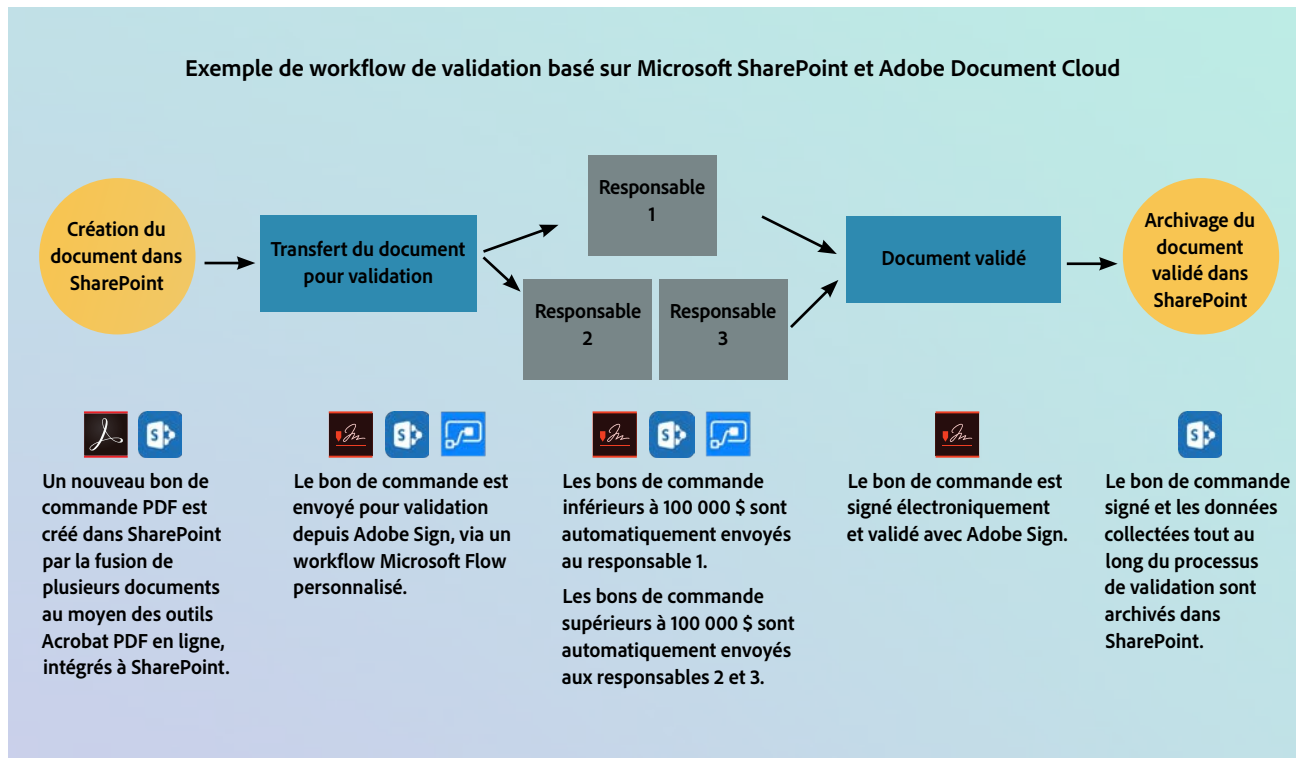 Exemple de workflow de validation basé sur Microsoft SharePoint et Adobe Document Cloud
Création du
document dans
SharePoint
Transfert du document
pour validation
Responsable
1
Responsable
2
Responsable
3
Document validé
Archivage du
document
validé dans
SharePoint
Un nouveau bon de
commande PDF est
créé dans SharePoint
par la fusion de
plusieurs documents
au moyen des outils
Acrobat PDF en ligne,
intégrés à SharePoint.
Le bon de commande est
envoyé pour validation
depuis Adobe Sign, via un
workflow Microsoft Flow
personnalisé.
Les bons de commande
inférieurs à 100 000 $ sont
automatiquement envoyés
au responsable 1.
Les bons de commande
supérieurs à 100 000 $ sont
automatiquement envoyés
aux responsables 2 et 3.
Le bon de commande est
signé électroniquement
et validé avec Adobe Sign.
Le bon de commande
signé et les données
collectées tout au
long du processus
de validation sont
archivés dans
SharePoint.